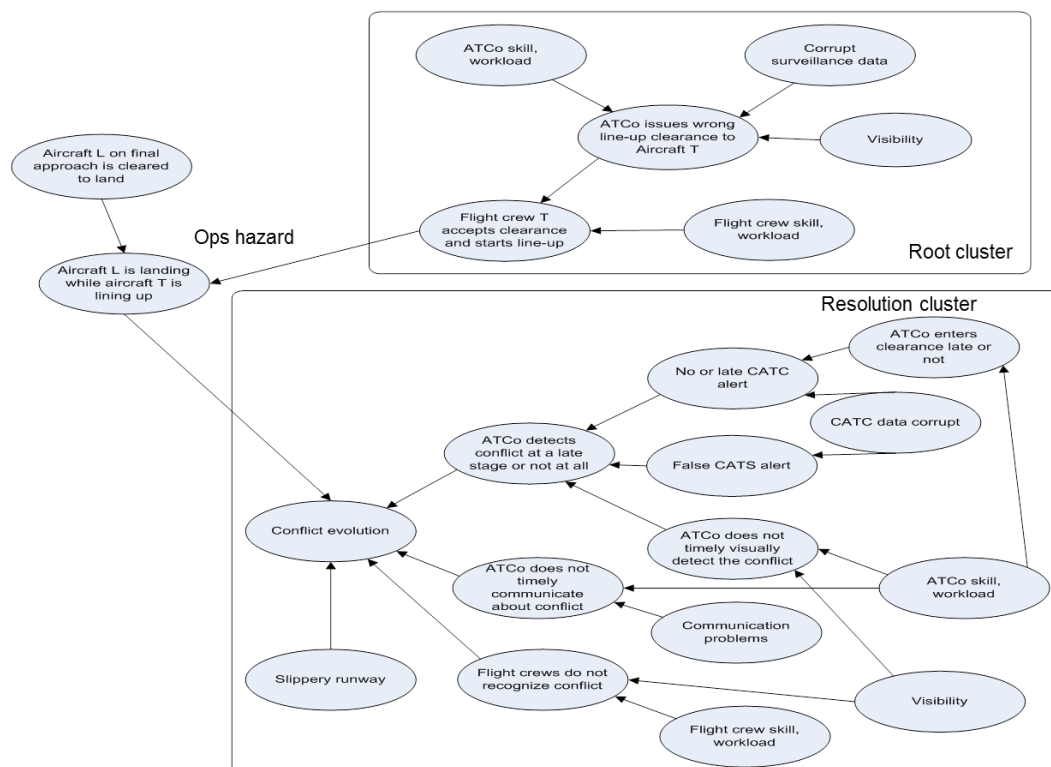 ATCo skill,
workload
Corrupt
surveillance data
ATCo issues wrong
line-up clearance to
Aircraft T
Visibility
Aircraft L on final
approach is cleared
to land
Flight crew T
accepts clearance
and starts line-up
Flight crew skill,
workload
Ops hazard
Root cluster
Aircraft L is landing
while aircraft T is
lining up
Resolution cluster
ATCo enters
clearance late or
not
No or late CATC
alert
CATC data corrupt
ATCo detects
conflict at a late
stage or not at all
False CATS alert
Conflict evolution
ATCo does not
timely visually
detect the conflict
ATCo does not
timely
communicate
about conflict
ATCo skill,
workload
Communication
problems
Slippery runway
Flight crews do not
recognize conflict
Visibility
Flight crew skill,
workload